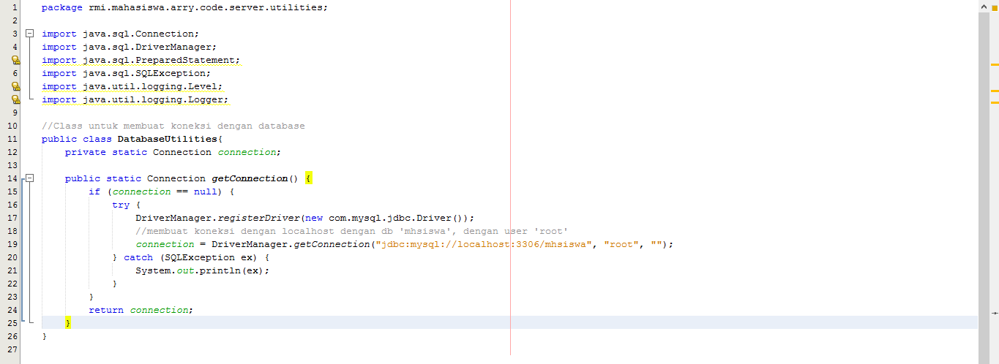 1 package rmi.mahasiswa.arry.code.server.utilities;
2
3 import java.sql.Connection;
4 import java.sql.DriverManager;
import java.sql.PreparedStatement;
6 import java.sql.SQLException;
import java.util.logging.Level;
import java.util.logging.Logger;
9
10 //Class untuk membuat koneksi dengan database
11 public class DatabaseUtilities{
12 private static Connection connection;
13
14 public static Connection getConnection() {
15 if (connection == null) {
16 try {
17 DriverManager.registerDriver(new com.mysql.jdbc.Driver());
18 //membuat koneksi dengan localhost dengan db 'mhsiswa', dengan user 'root'
19 connection = DriverManager.getConnection("jdbc:mysql://localhost:3306/mhsiswa", "root", "");
20 } catch (SQLException ex) {
21 System.out.println(ex);
22 }
23 }
24 return connection;
25 }
26 }
27